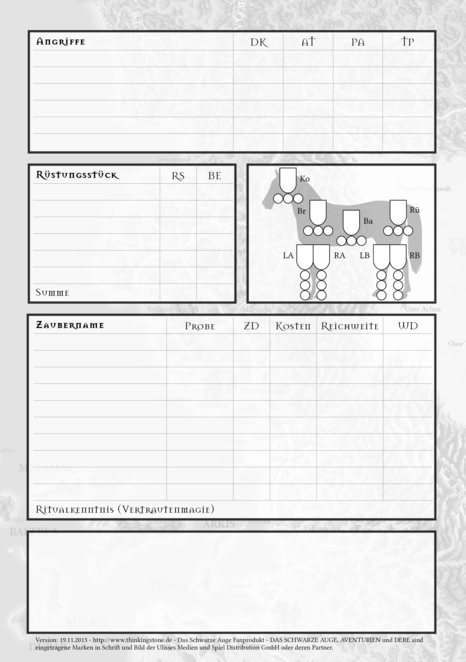 Angriffe DK AT PA TP
Rüstungsstück RS BE
Summe
Ko
Br Rü
Ba
LA RA LB RB
Zaubername Probe ZD Kosten Reichweite WD
Ritualkenntnis (Vertrautenmagie)
Version: 19.11.2013 - http://www.thinkingstone.de - Das Schwarze Auge Fanprodukt - DAS SCHWARZE AUGE, AVENTURIEN und DERE sind
eingetragene Marken in Schrift und Bild der Ulisses Medien und Spiel Distribution GmbH oder deren Partner.